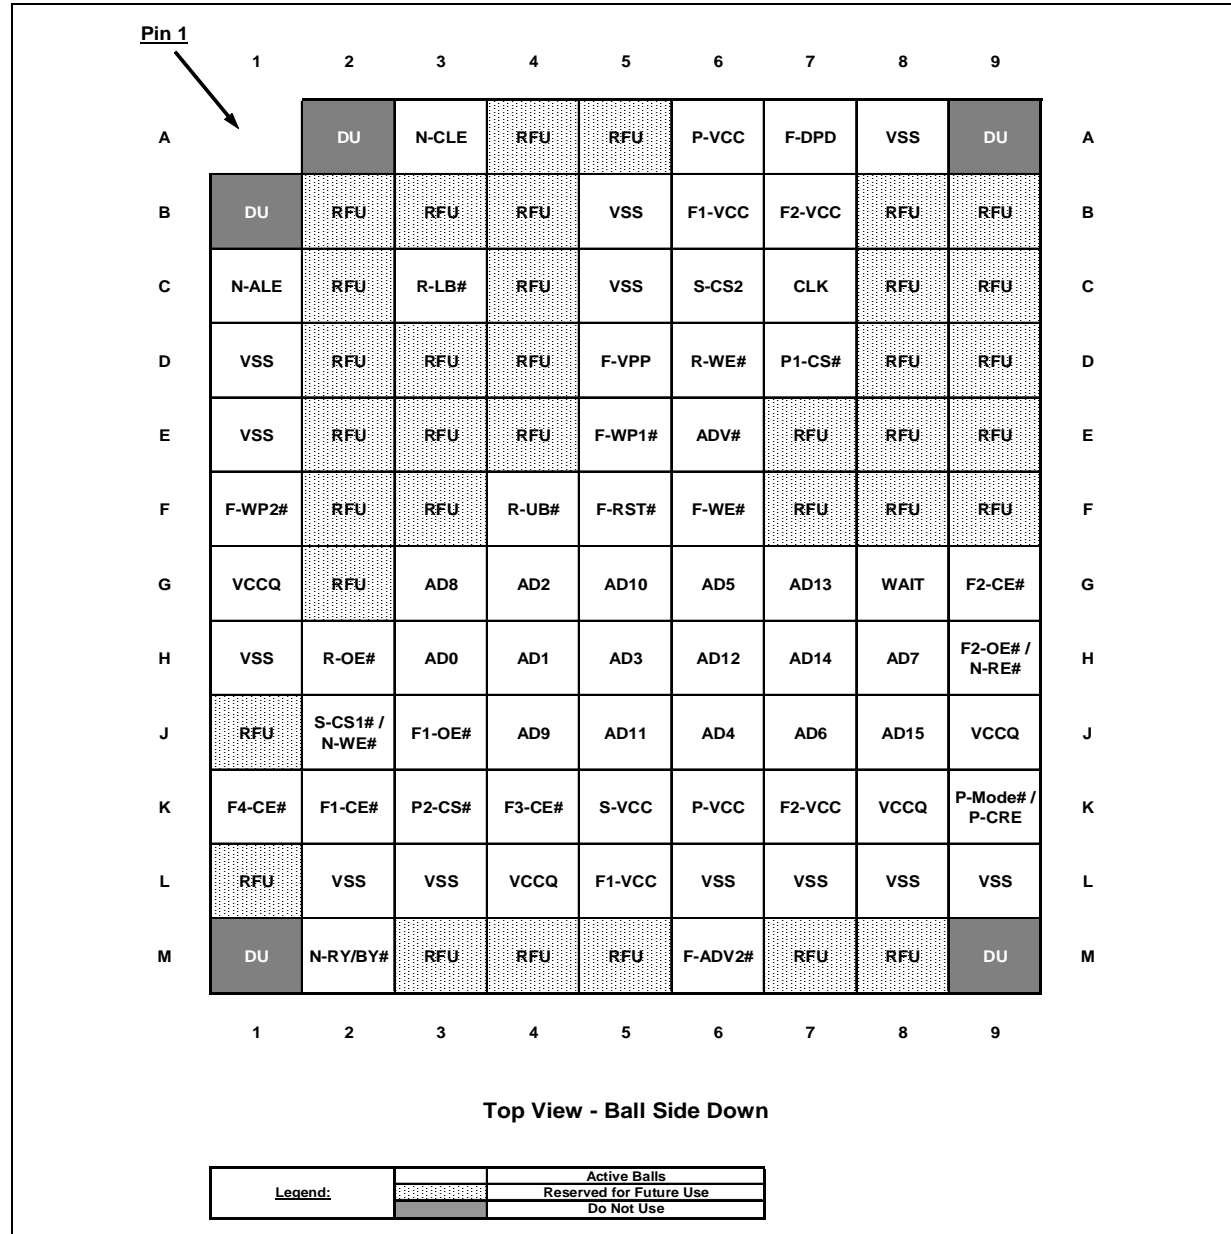 Pin 1
1 2 3 4 5 6 7 8 9
A DU N-CLE RFU RFU P-VCC F-DPD VSS DU A
B DU RFU RFU RFU VSS F1-VCC F2-VCC RFU RFU B
C N-ALE RFU R-LB# RFU VSS S-CS2 CLK RFU RFU C
D VSS RFU RFU RFU F-VPP R-WE# P1-CS# RFU RFU D
E VSS RFU RFU RFU F-WP1# ADV# RFU RFU RFU E
F F-WP2# RFU RFU R-UB# F-RST# F-WE# RFU RFU RFU F
G VCCQ RFU AD8 AD2 AD10 AD5 AD13 WAIT F2-CE# G
H VSS R-OE# AD0 AD1 AD3 AD12 AD14 AD7 F2-OE# / N-RE# H
J RFU S-CS1# / N-WE# F1-OE# AD9 AD11 AD4 AD6 AD15 VCCQ J
K F4-CE# F1-CE# P2-CS# F3-CE# S-VCC P-VCC F2-VCC VCCQ P-Mode# / P-CRE K
L RFU VSS VSS VCCQ F1-VCC VSS VSS VSS VSS L
M DU N-RY/BY# RFU RFU RFU F-ADV2# RFU RFU DU M
1 2 3 4 5 6 7 8 9
Top View - Ball Side Down
Legend:
Active Balls
Reserved for Future Use
Do Not Use